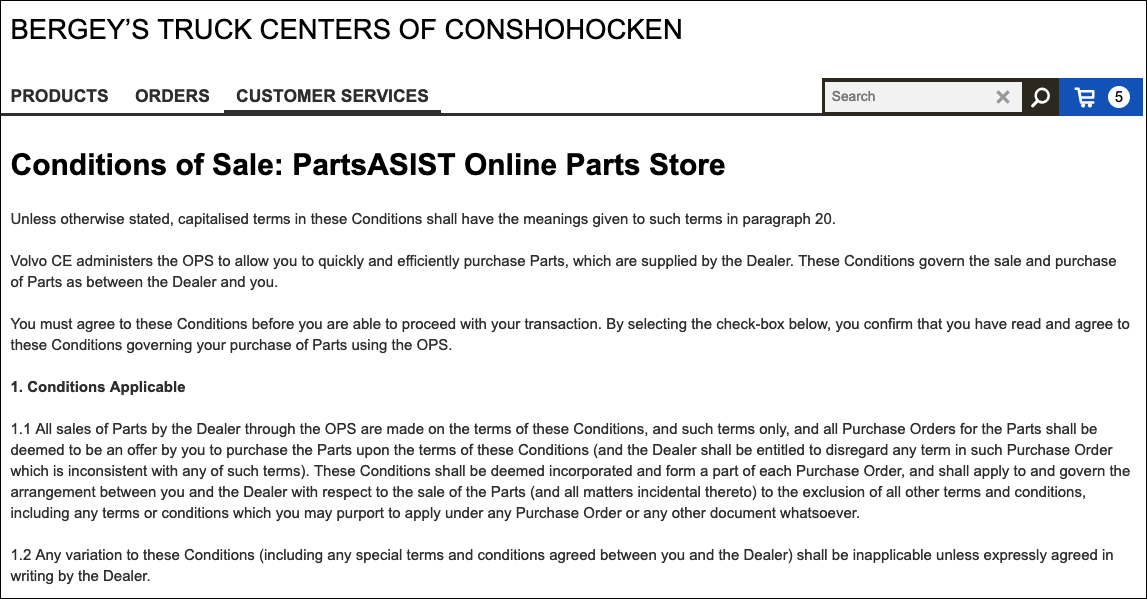 BERGEY’S TRUCK CENTERS OF CONSHOHOCKEN
PRODUCTS ORDERS CUSTOMER SERVICES Search 5
Conditions of Sale: PartsASIST Online Parts Store
Unless otherwise stated, capitalised terms in these Conditions shall have the meanings given to such terms in paragraph 20.
Volvo CE administers the OPS to allow you to quickly and efficiently purchase Parts, which are supplied by the Dealer. These Conditions govern the sale and purchase
of Parts as between the Dealer and you.
You must agree to these Conditions before you are able to proceed with your transaction. By selecting the check-box below, you confirm that you have read and agree to
these Conditions governing your purchase of Parts using the OPS.
1. Conditions Applicable
1.1 All sales of Parts by the Dealer through the OPS are made on the terms of these Conditions, and such terms only, and all Purchase Orders for the Parts shall be
deemed to be an offer by you to purchase the Parts upon the terms of these Conditions (and the Dealer shall be entitled to disregard any term in such Purchase Order
which is inconsistent with any of such terms). These Conditions shall be deemed incorporated and form a part of each Purchase Order, and shall apply to and govern the
arrangement between you and the Dealer with respect to the sale of the Parts (and all matters incidental thereto) to the exclusion of all other terms and conditions,
including any terms or conditions which you may purport to apply under any Purchase Order or any other document whatsoever.
1.2 Any variation to these Conditions (including any special terms and conditions agreed between you and the Dealer) shall be inapplicable unless expressly agreed in
writing by the Dealer.